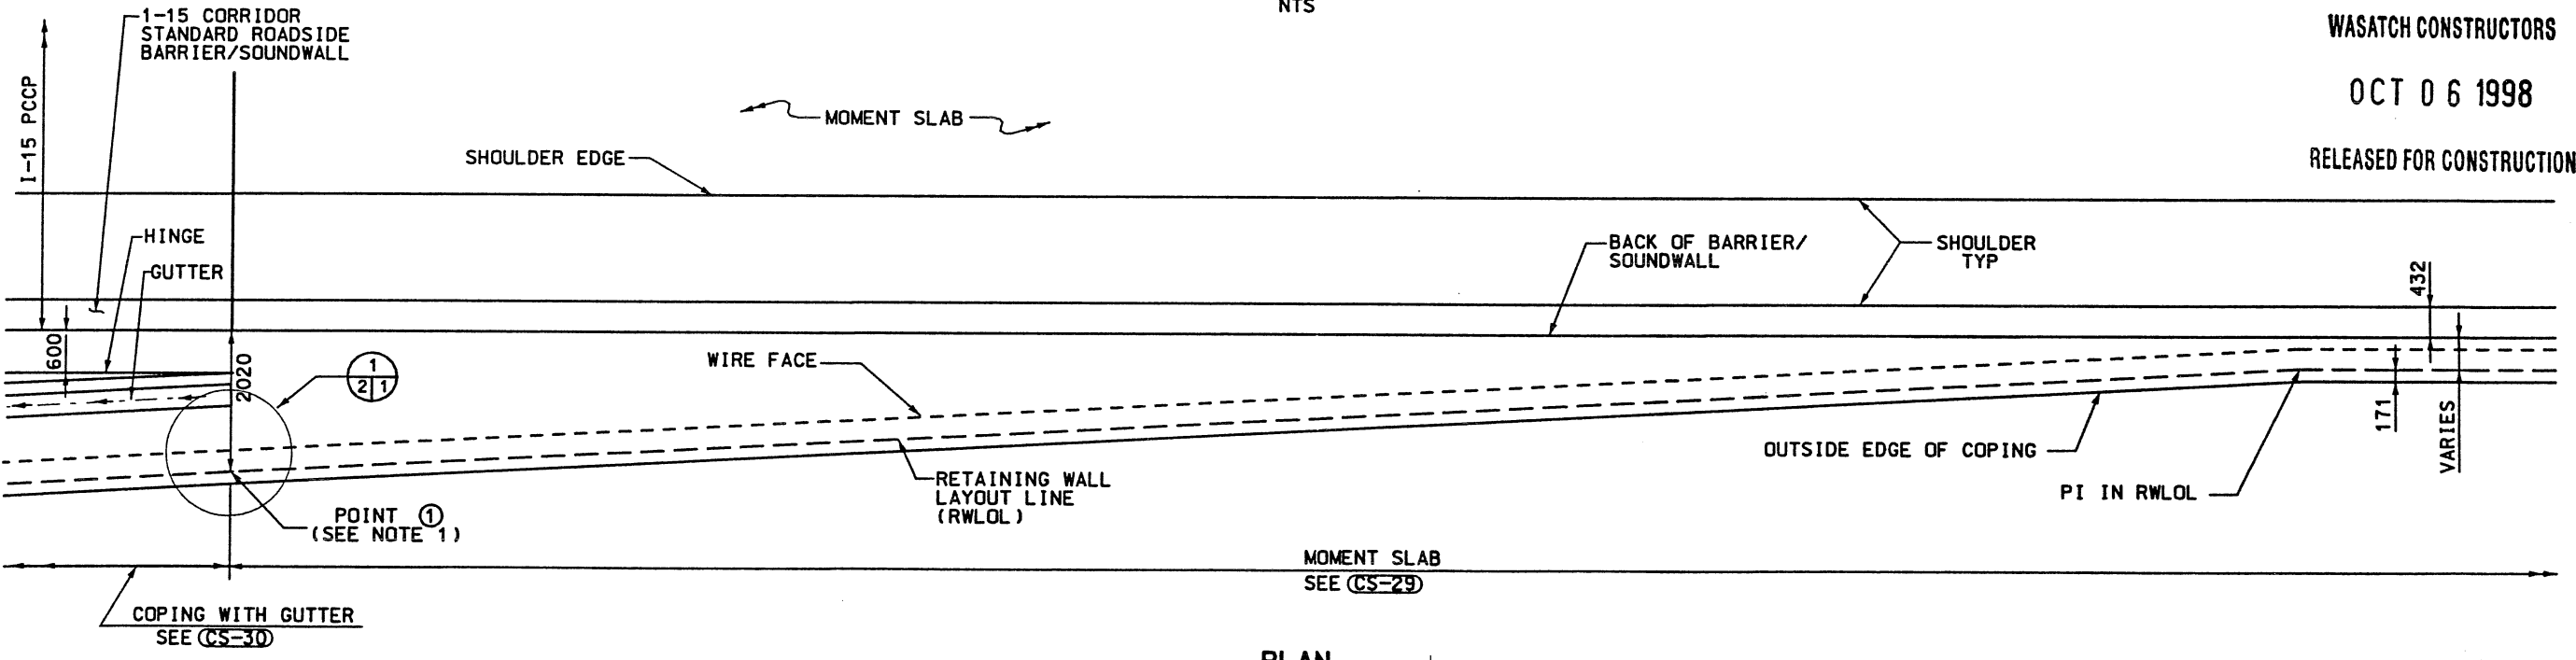 NTS
WASATCH CONSTRUCTORS
OCT 06 1998
RELEASED FOR CONSTRUCTION
1-15 CORRIDOR
STANDARD ROADSIDE
BARRIER/SOUNDWALL
I-15 PCCP
MOMENT SLAB
SHOULDER EDGE
HINGE
GUTTER
BACK OF BARRIER/
SOUNDWALL
SHOULDER
TYP
432
600
2020
1
2 1
WIRE FACE
171
VARIES
OUTSIDE EDGE OF COPING
RETAINING WALL
LAYOUT LINE
(RWLOL)
PI IN RWLOL
POINT 1
(SEE NOTE 1)
MOMENT SLAB
SEE CS-29
COPING WITH GUTTER
SEE CS-30
PLAN